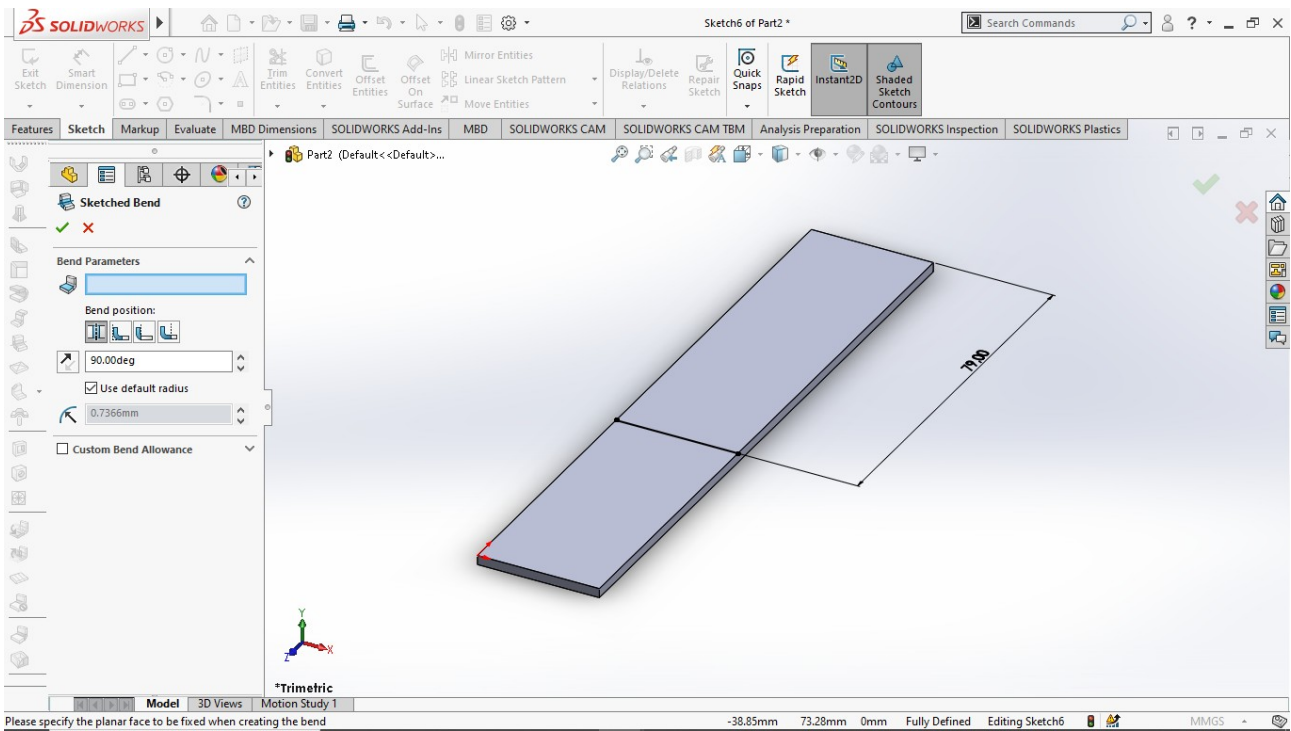 SOLIDWORKS
Sketch6 of Part2 *
Search Commands
?
Exit Sketch
Smart Dimension
Trim Entities
Convert Entities
Offset Entities
Offset On Surface
Mirror Entities
Linear Sketch Pattern
Move Entities
Display/Delete Relations
Repair Sketch
Quick Snaps
Rapid Sketch
Instant2D
Shaded Sketch Contours
Features Sketch Markup Evaluate MBD Dimensions SOLIDWORKS Add-Ins MBD SOLIDWORKS CAM SOLIDWORKS CAM TBM Analysis Preparation SOLIDWORKS Inspection SOLIDWORKS Plastics
Part2 (Default<<Default>...
Sketched Bend
Bend Parameters
Bend position:
90.00deg
Use default radius
0.7366mm
Custom Bend Allowance
79.00
Y
X
Z
*Trimetric
Model 3D Views Motion Study 1
Please specify the planar face to be fixed when creating the bend -38.85mm 73.28mm 0mm Fully Defined Editing Sketch6 MMGS